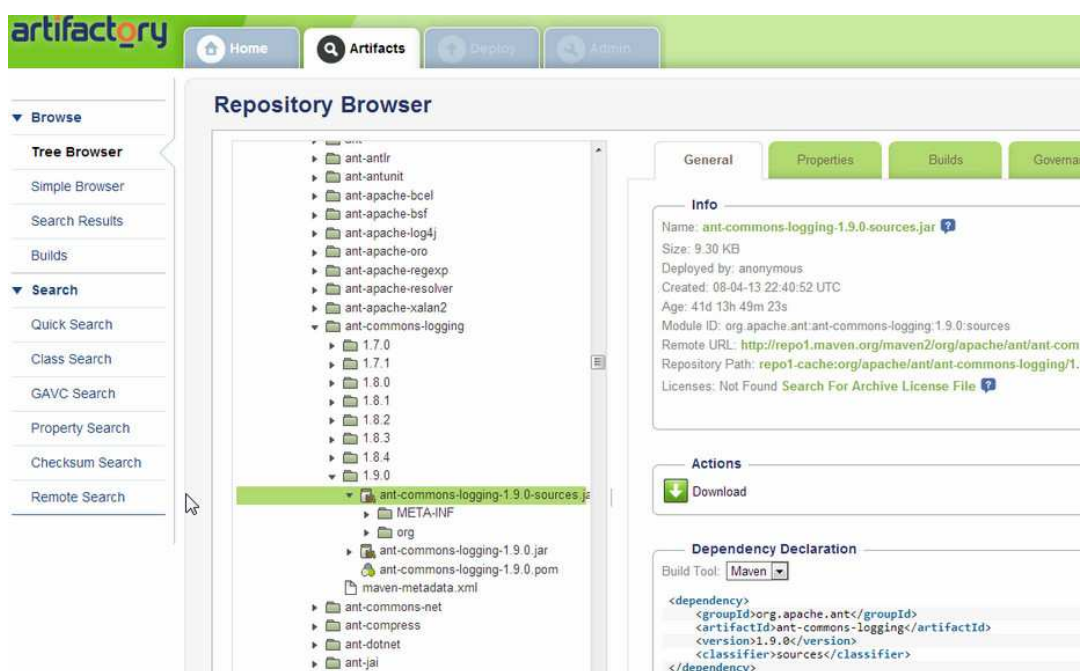 artifactory
Home
Artifacts
Deploy
Admin
Browse
Tree Browser
Simple Browser
Search Results
Builds
Search
Quick Search
Class Search
GAVC Search
Property Search
Checksum Search
Remote Search
Repository Browser
ant-antlr
ant-antunit
ant-apache-bcel
ant-apache-bsf
ant-apache-log4j
ant-apache-oro
ant-apache-regexp
ant-apache-resolver
ant-apache-xalan2
ant-commons-logging
1.7.0
1.7.1
1.8.0
1.8.1
1.8.2
1.8.3
1.8.4
1.9.0
ant-commons-logging-1.9.0-sources.ja
META-INF
org
ant-commons-logging-1.9.0.jar
ant-commons-logging-1.9.0.pom
maven-metadata.xml
ant-commons-net
ant-compress
ant-dotnet
ant-jai
General
Properties
Builds
Governa
Info
Name: ant-commons-logging-1.9.0-sources.jar ?
Size: 9.30 KB
Deployed by: anonymous
Created: 08-04-13 22:40:52 UTC
Age: 41d 13h 49m 23s
Module ID: org.apache.ant:ant-commons-logging:1.9.0:sources
Remote URL: http://repo1.maven.org/maven2/org/apache/ant/ant-com
Repository Path: repo1-cache:org/apache/ant/ant-commons-logging/1.
Licenses: Not Found Search For Archive License File ?
Actions
Download
Dependency Declaration
Build Tool: Maven
<dependency>
<groupId>org.apache.ant</groupId>
<artifactId>ant-commons-logging</artifactId>
<version>1.9.0</version>
<classifier>sources</classifier>
</dependency>